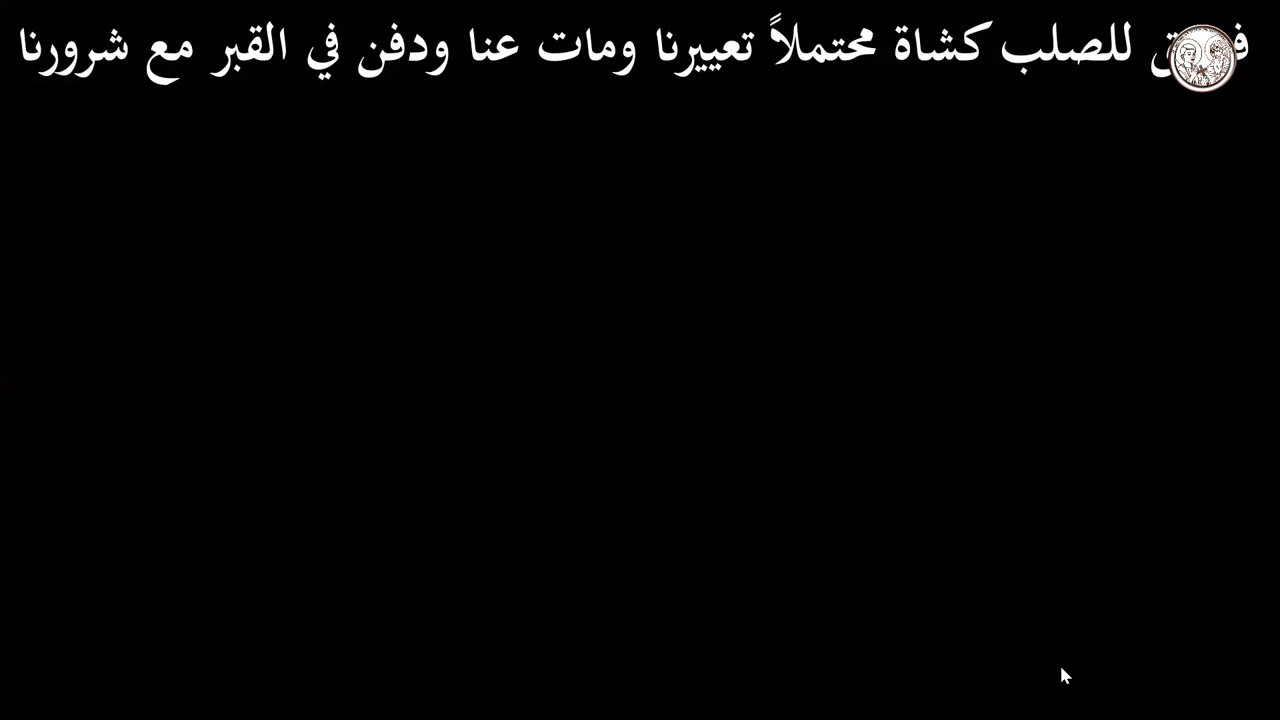 للصلب كشاة محتملاً تعييرنا ومات عنا ودفن في القبر مع شرورنا